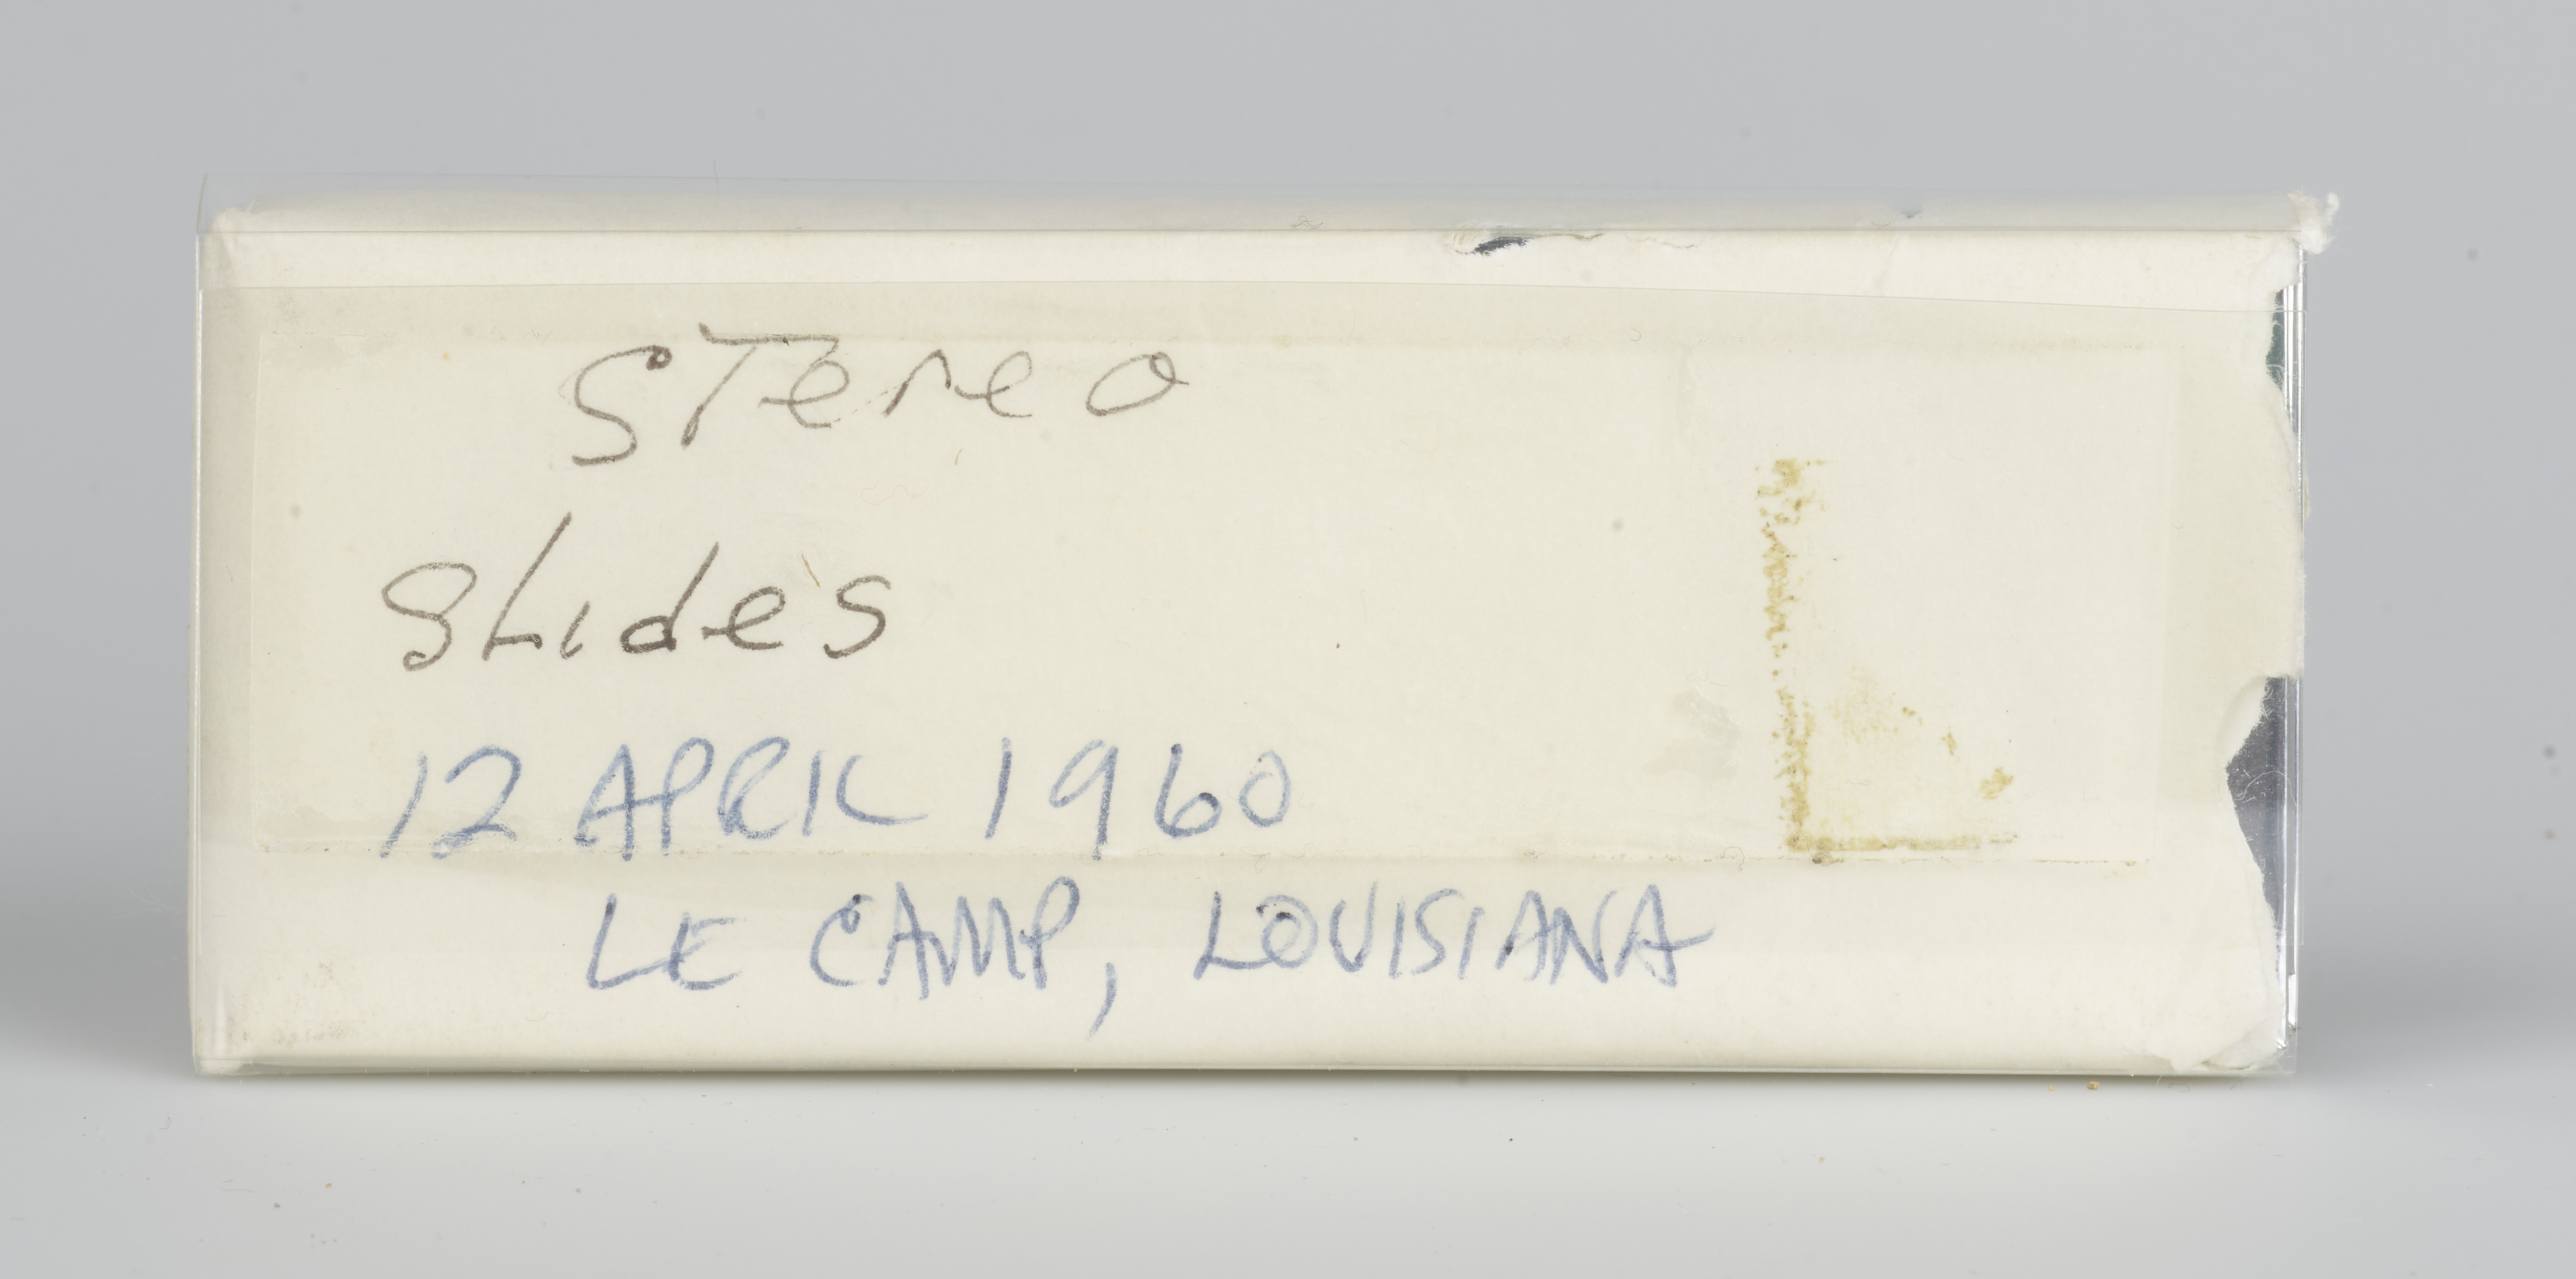 STereo
SLides
12 APRIL 1960
LE CAMP, LOUISIANA